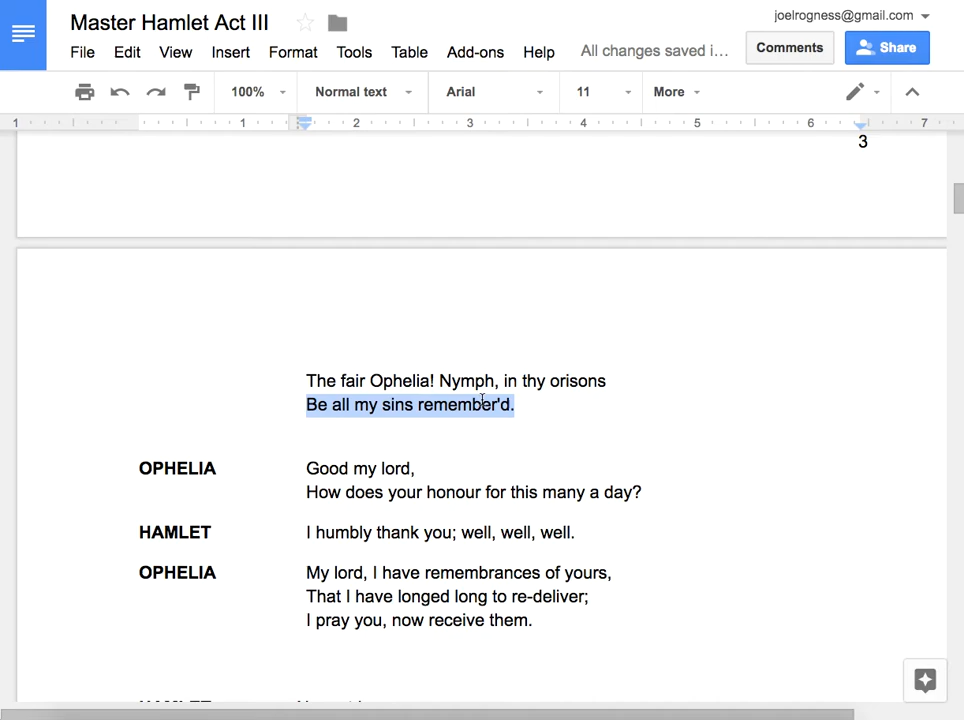 Master Hamlet Act III
joelrogness@gmail.com
File Edit View Insert Format Tools Table Add-ons Help All changes saved i...
Comments
Share
100% Normal text Arial 11 More
1 1 2 3 4 5 6 7
3
The fair Ophelia! Nymph, in thy orisons
Be all my sins remember'd.
OPHELIA Good my lord,
How does your honour for this many a day?
HAMLET I humbly thank you; well, well, well.
OPHELIA My lord, I have remembrances of yours,
That I have longed long to re-deliver;
I pray you, now receive them.